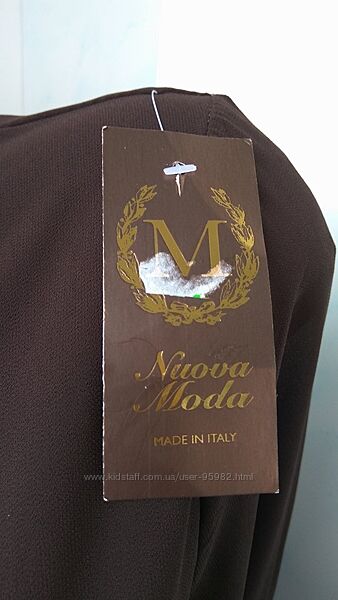 M
Nuova
Moda
MADE IN ITALY
www.kidstaff.com.ua/user-95982.html